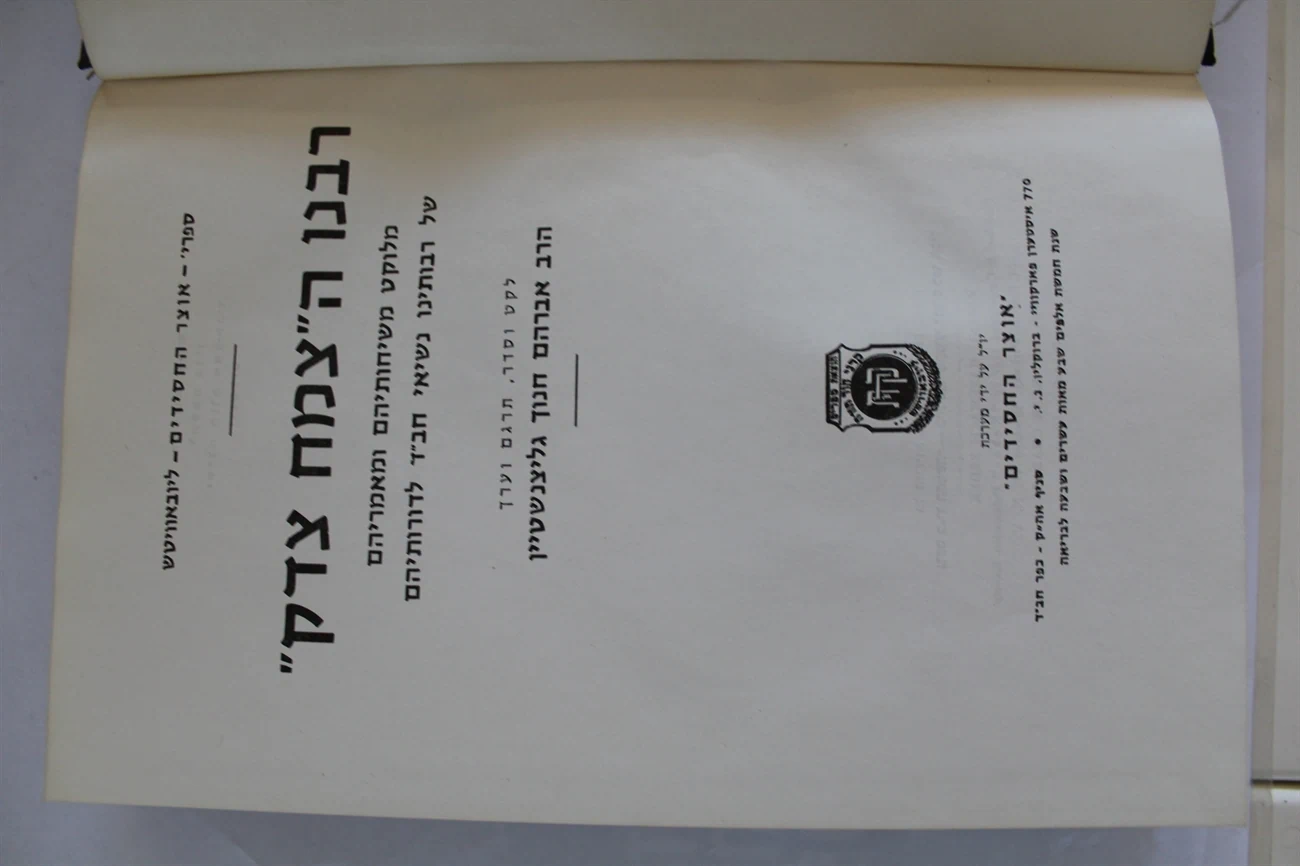 ספרי׳ – אוצר החסידים – ליובאוויטש
רבנו ה״צמח צדק״
מלוקט משיחותיהם ומאמריהם
של רבותינו נשיאי חב״ד לדורותיהם
לקט וסדר, תרגם וערך
הרב אברהם חנוך גליצנשטיין
יו״ל על ידי מערכת
״אוצר החסידים״
770 איסטערן פארקוויי - ברוקלין, נ. י. • סניף אה״ק - כפר חב״ד
שנת חמשת אלפים שבע מאות עשרים ושבעה לבריאה